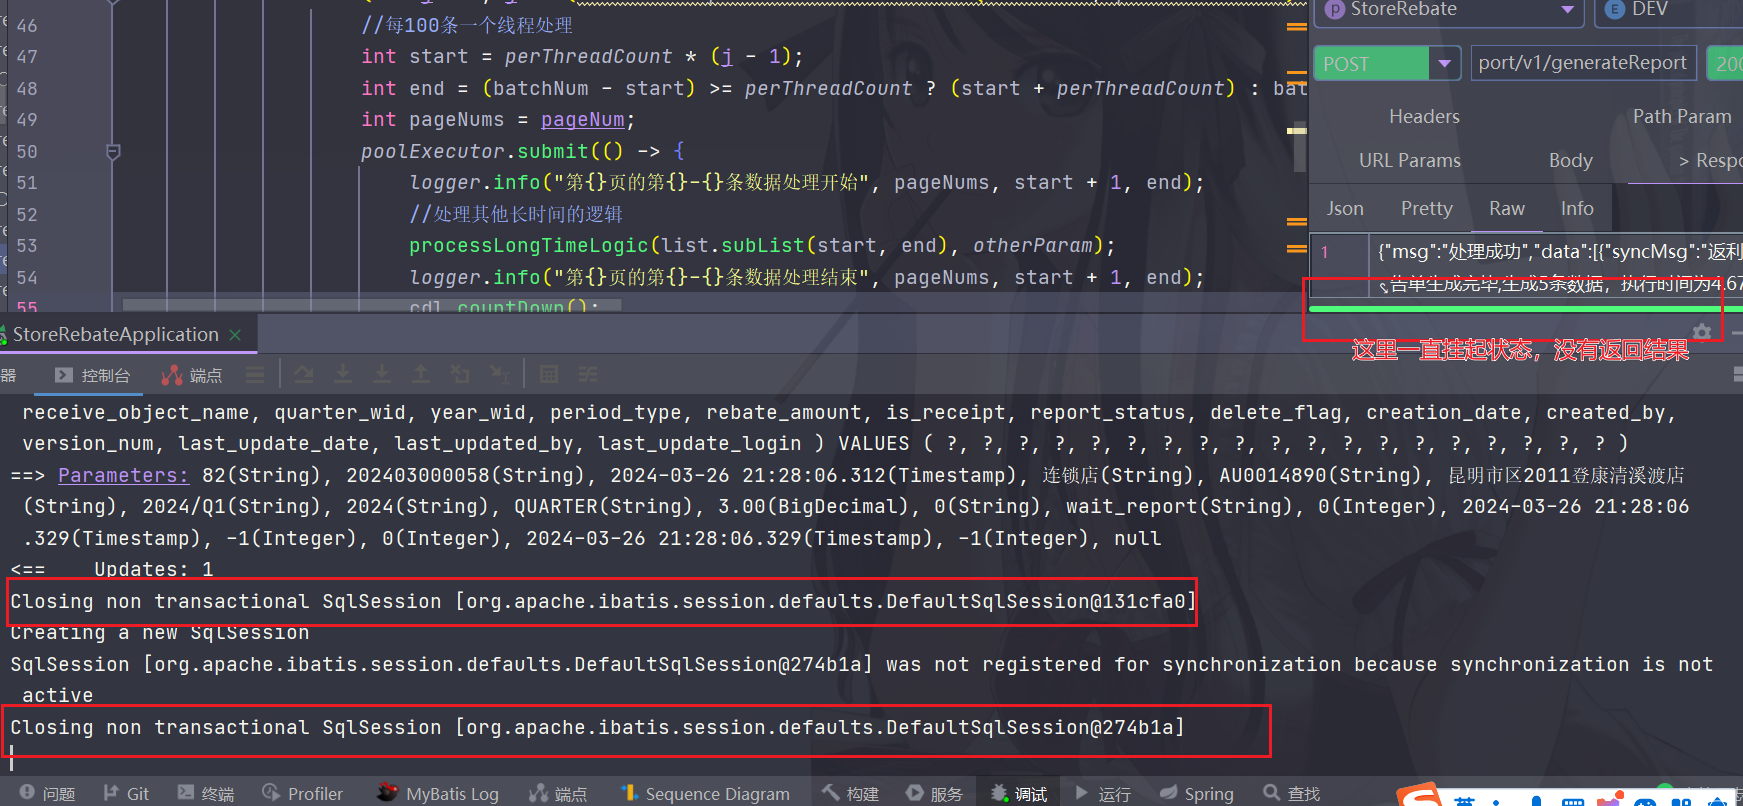 46 //每100条一个线程处理
47 int start = perThreadCount * (j - 1);
48 int end = (batchNum - start) >= perThreadCount ? (start + perThreadCount) : bat
49 int pageNums = pageNum;
50 poolExecutor.submit(() -> {
51 logger.info("第{}页的第{}-{}条数据处理开始", pageNums, start + 1, end);
52 //处理其他长时间的逻辑
53 processLongTimeLogic(list.subList(start, end), otherParam);
54 logger.info("第{}页的第{}-{}条数据处理结束", pageNums, start + 1, end);
55 cdl.countDown();
StoreRebate
DEV
POST
port/v1/generateReport
200
Headers
Path Param
URL Params
Body
> Respo
Json
Pretty
Raw
Info
1 {"msg":"处理成功","data":[{"syncMsg":"返利
告单生成完毕,生成5条数据，执行时间为4.67
这里一直挂起状态，没有返回结果
StoreRebateApplication
器
控制台
端点
receive_object_name, quarter_wid, year_wid, period_type, rebate_amount, is_receipt, report_status, delete_flag, creation_date, created_by,
version_num, last_update_date, last_updated_by, last_update_login ) VALUES ( ?, ?, ?, ?, ?, ?, ?, ?, ?, ?, ?, ?, ?, ?, ?, ?, ?, ?, ? )
==> Parameters: 82(String), 202403000058(String), 2024-03-26 21:28:06.312(Timestamp), 连锁店(String), AU0014890(String), 昆明市区2011登康清溪渡店
(String), 2024/Q1(String), 2024(String), QUARTER(String), 3.00(BigDecimal), 0(String), wait_report(String), 0(Integer), 2024-03-26 21:28:06
.329(Timestamp), -1(Integer), 0(Integer), 2024-03-26 21:28:06.329(Timestamp), -1(Integer), null
<== Updates: 1
Closing non transactional SqlSession [org.apache.ibatis.session.defaults.DefaultSqlSession@131cfa0]
Creating a new SqlSession
SqlSession [org.apache.ibatis.session.defaults.DefaultSqlSession@274b1a] was not registered for synchronization because synchronization is not
active
Closing non transactional SqlSession [org.apache.ibatis.session.defaults.DefaultSqlSession@274b1a]
问题
Git
终端
Profiler
MyBatis Log
端点
Sequence Diagram
构建
服务
调试
运行
Spring
查找
英